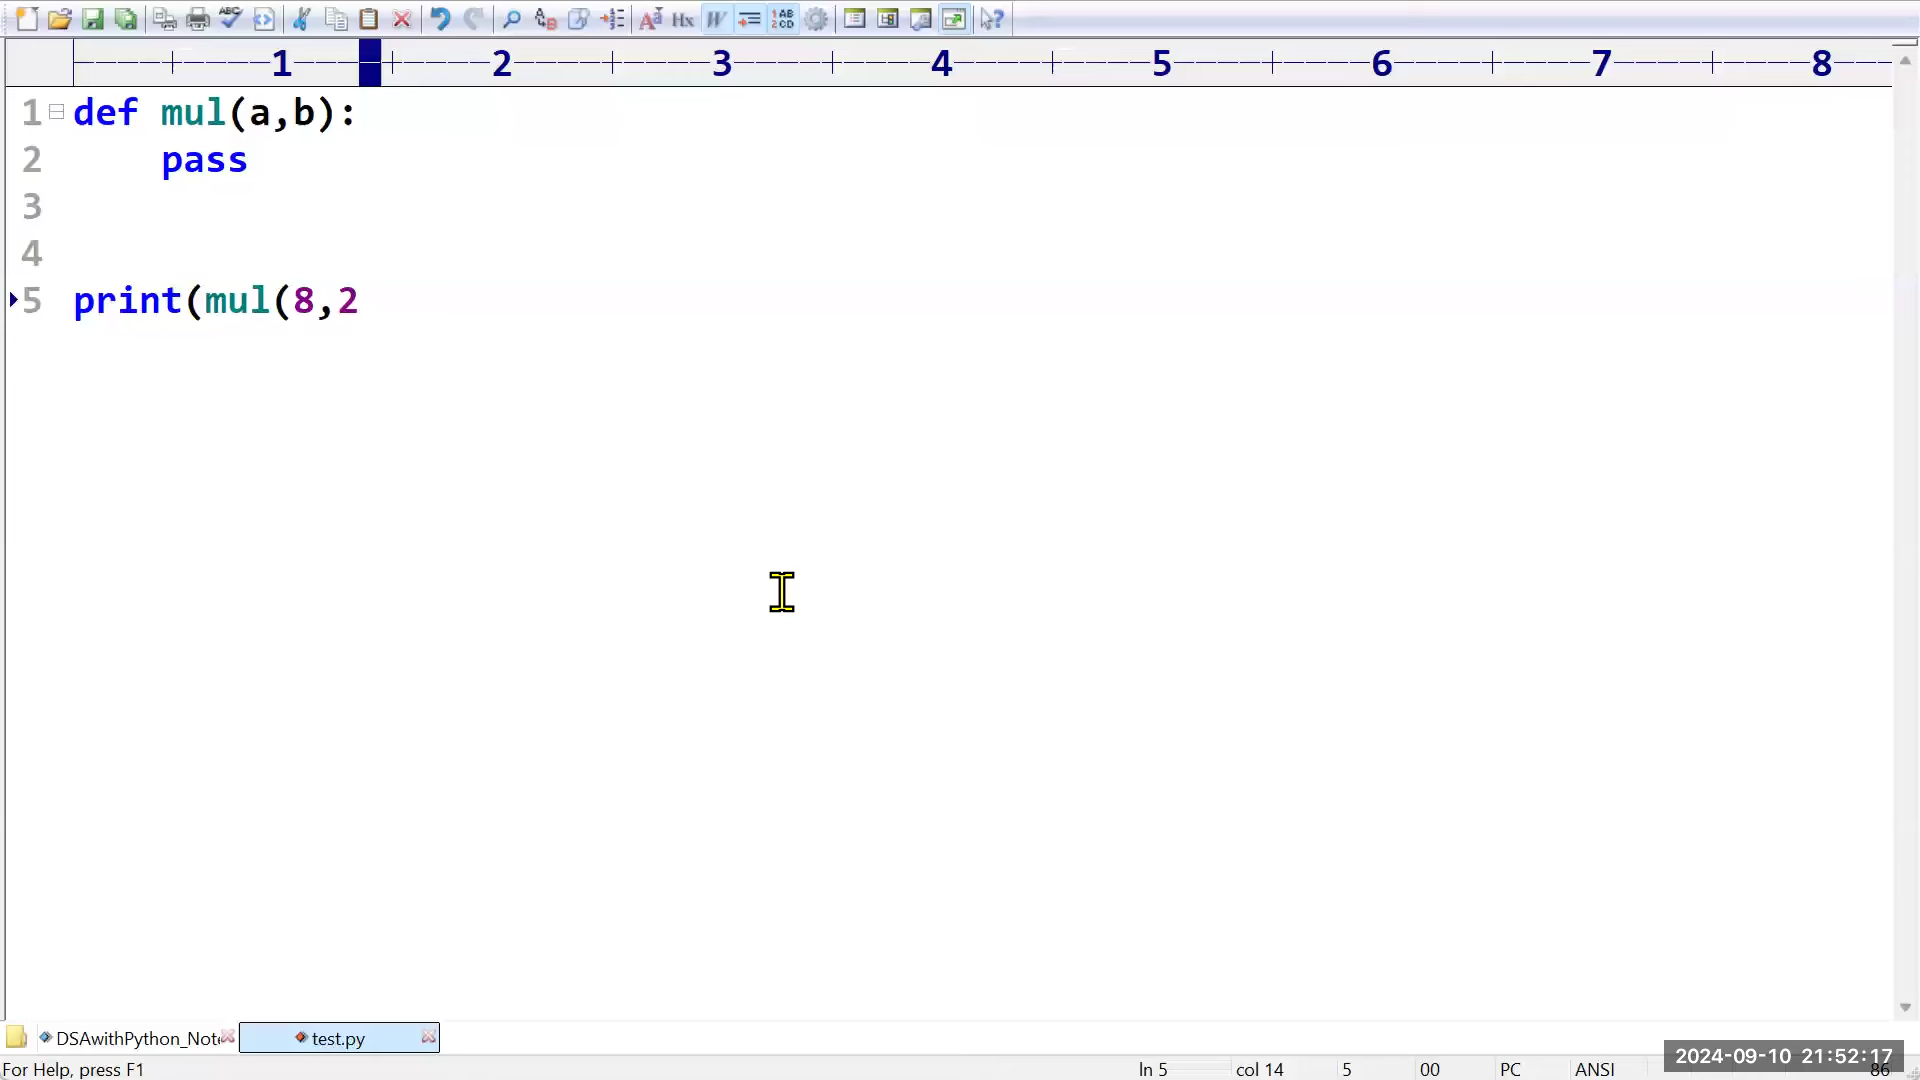 1 2 3 4 5 6 7 8
1 def mul(a,b):
2     pass
3
4
5 print(mul(8,2
DSAwithPython_Not
test.py
For Help, press F1
ln 5 col 14 5 00 PC ANSI 86
2024-09-10 21:52:17